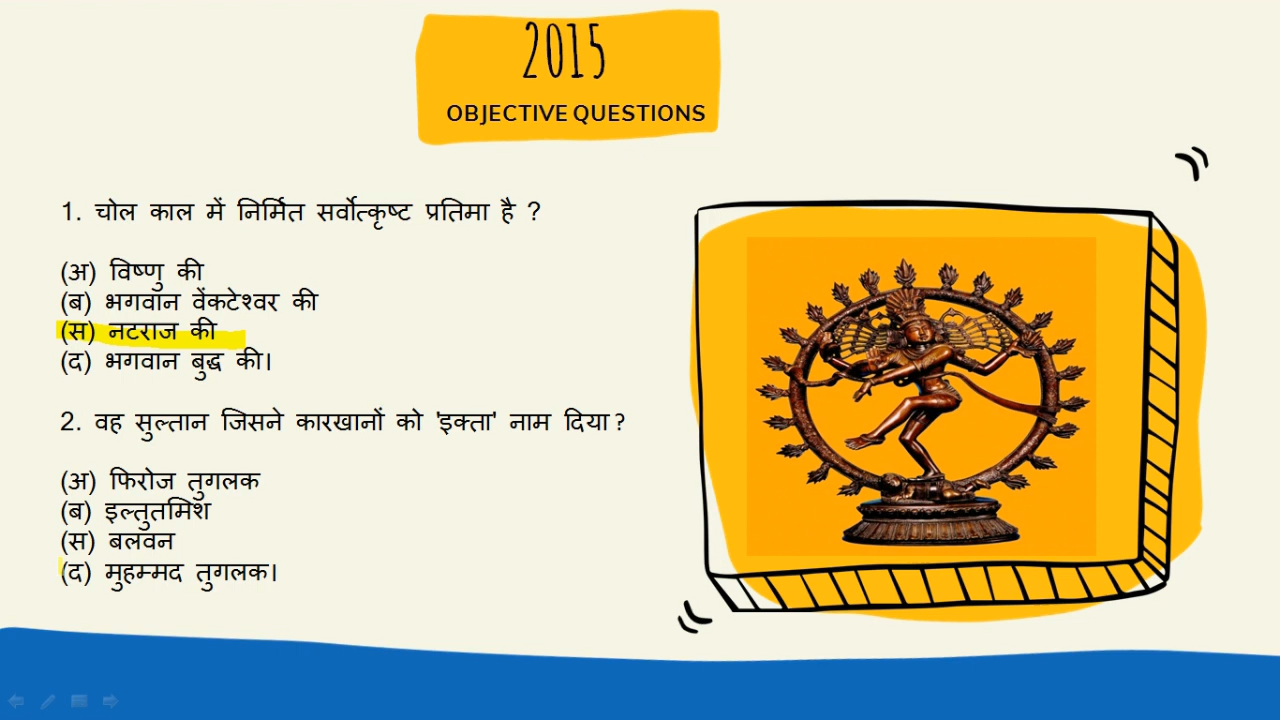 2015
OBJECTIVE QUESTIONS
1. चोल काल में निर्मित सर्वोत्कृष्ट प्रतिमा है ?
(अ) विष्णु की
(ब) भगवान वेंकटेश्वर की
(स) नटराज की
(द) भगवान बुद्ध की।
2. वह सुल्तान जिसने कारखानों को 'इक्ता' नाम दिया ?
(अ) फिरोज तुगलक
(ब) इल्तुतमिश
(स) बलवन
(द) मुहम्मद तुगलक।